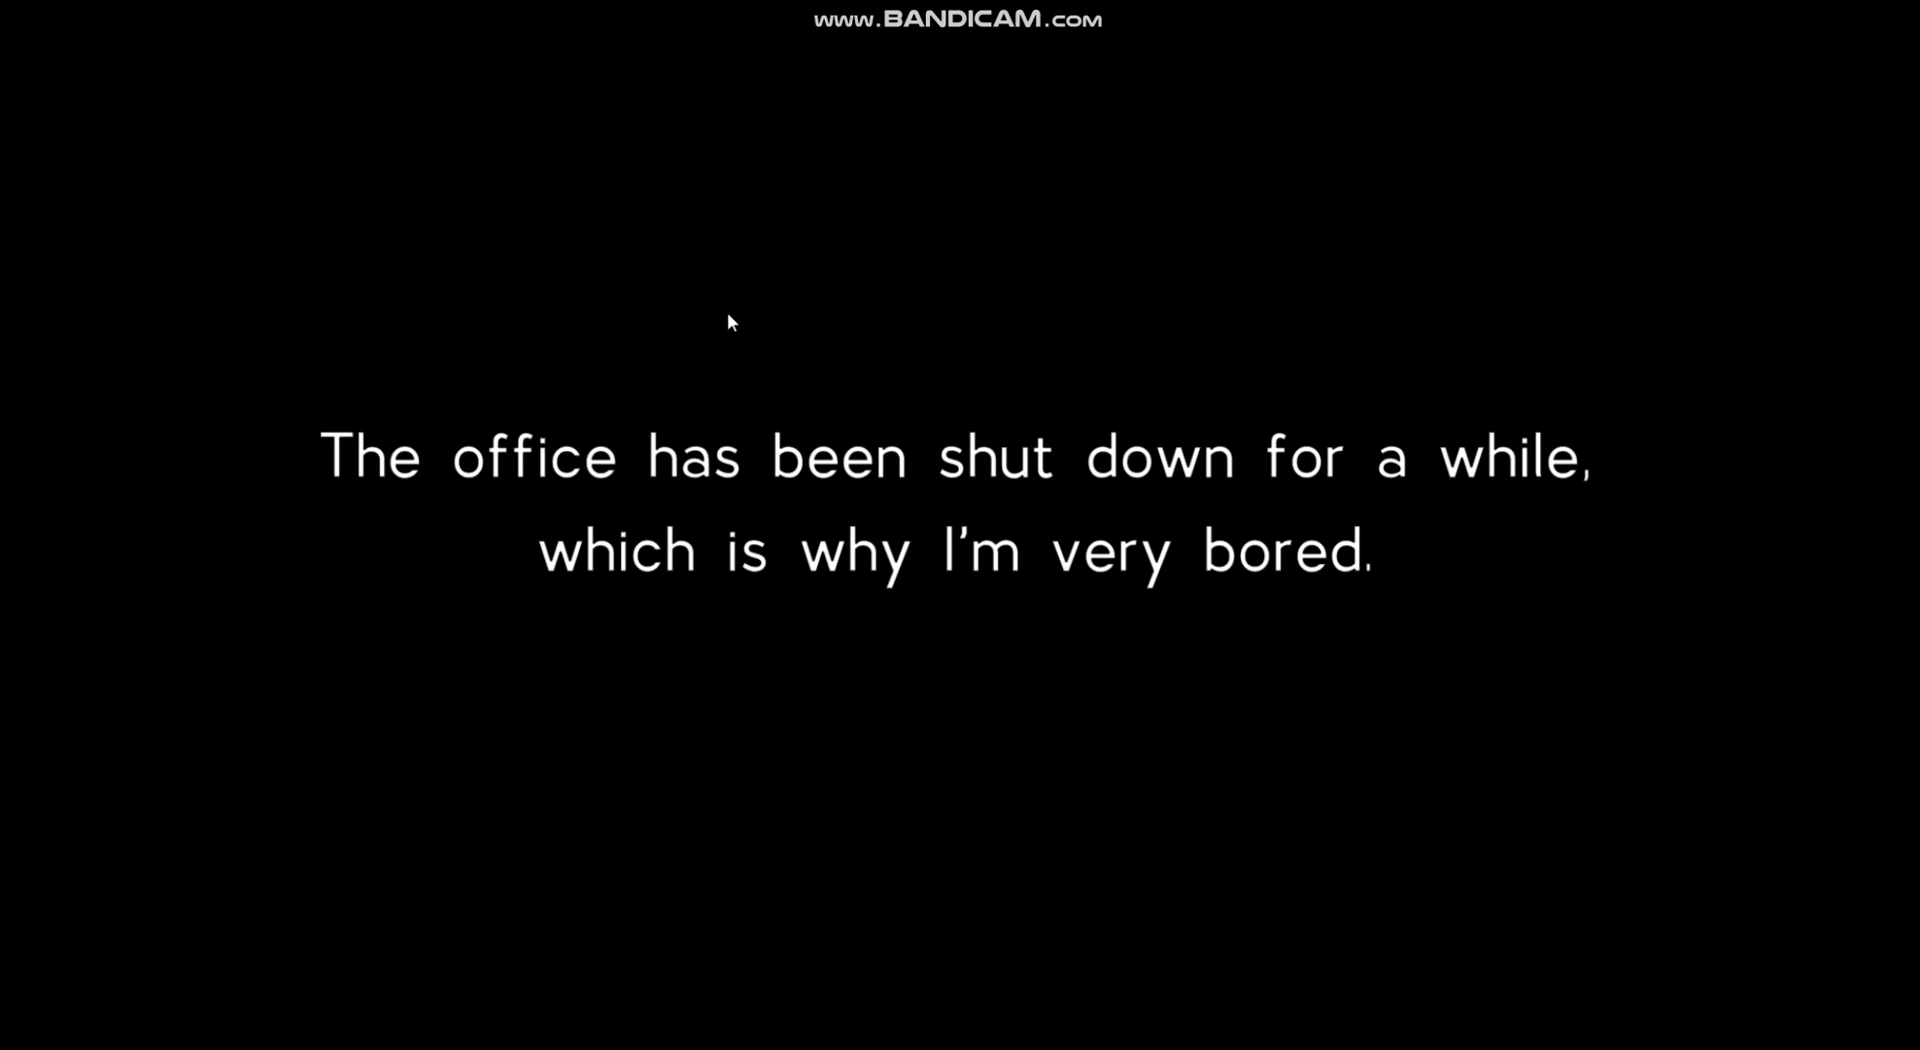 www.BANDICAM.com
The office has been shut down for a while,
which is why I'm very bored.